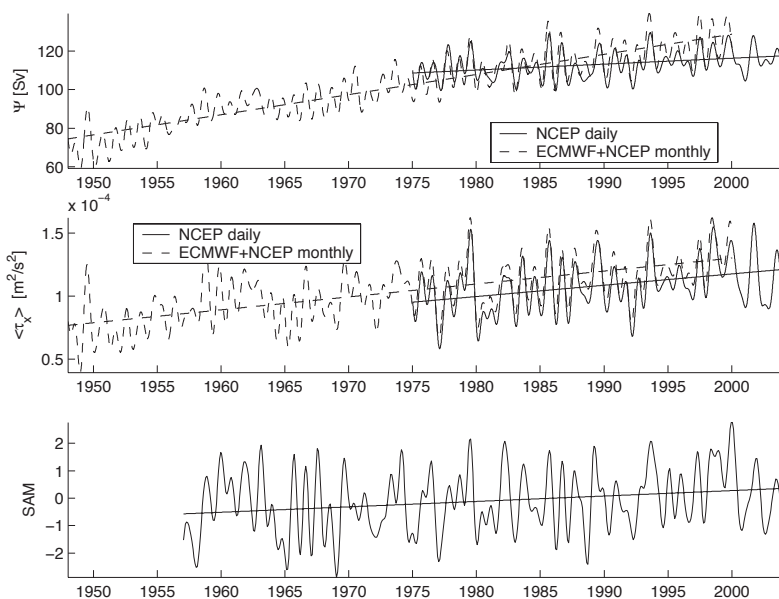 120
100
80
60
Ψ [Sv]
NCEP daily
ECMWF+NCEP monthly
1950 1955 1960 1965 1970 1975 1980 1985 1990 1995 2000
x 10⁻⁴
1.5
1
0.5
<τₓ> [m²/s²]
NCEP daily
ECMWF+NCEP monthly
1950 1955 1960 1965 1970 1975 1980 1985 1990 1995 2000
2
1
0
−1
−2
SAM
1950 1955 1960 1965 1970 1975 1980 1985 1990 1995 2000